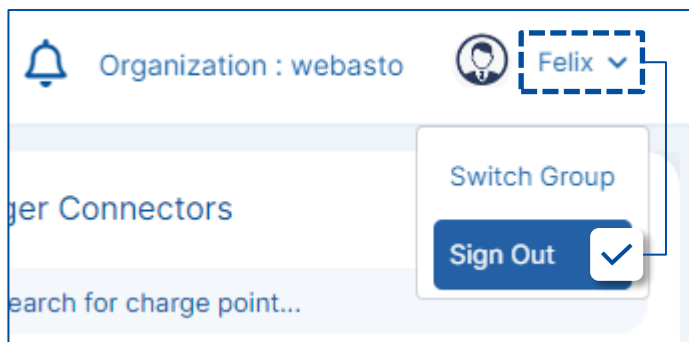 Organization : webasto
Felix
Switch Group
ger Connectors
Sign Out
earch for charge point...